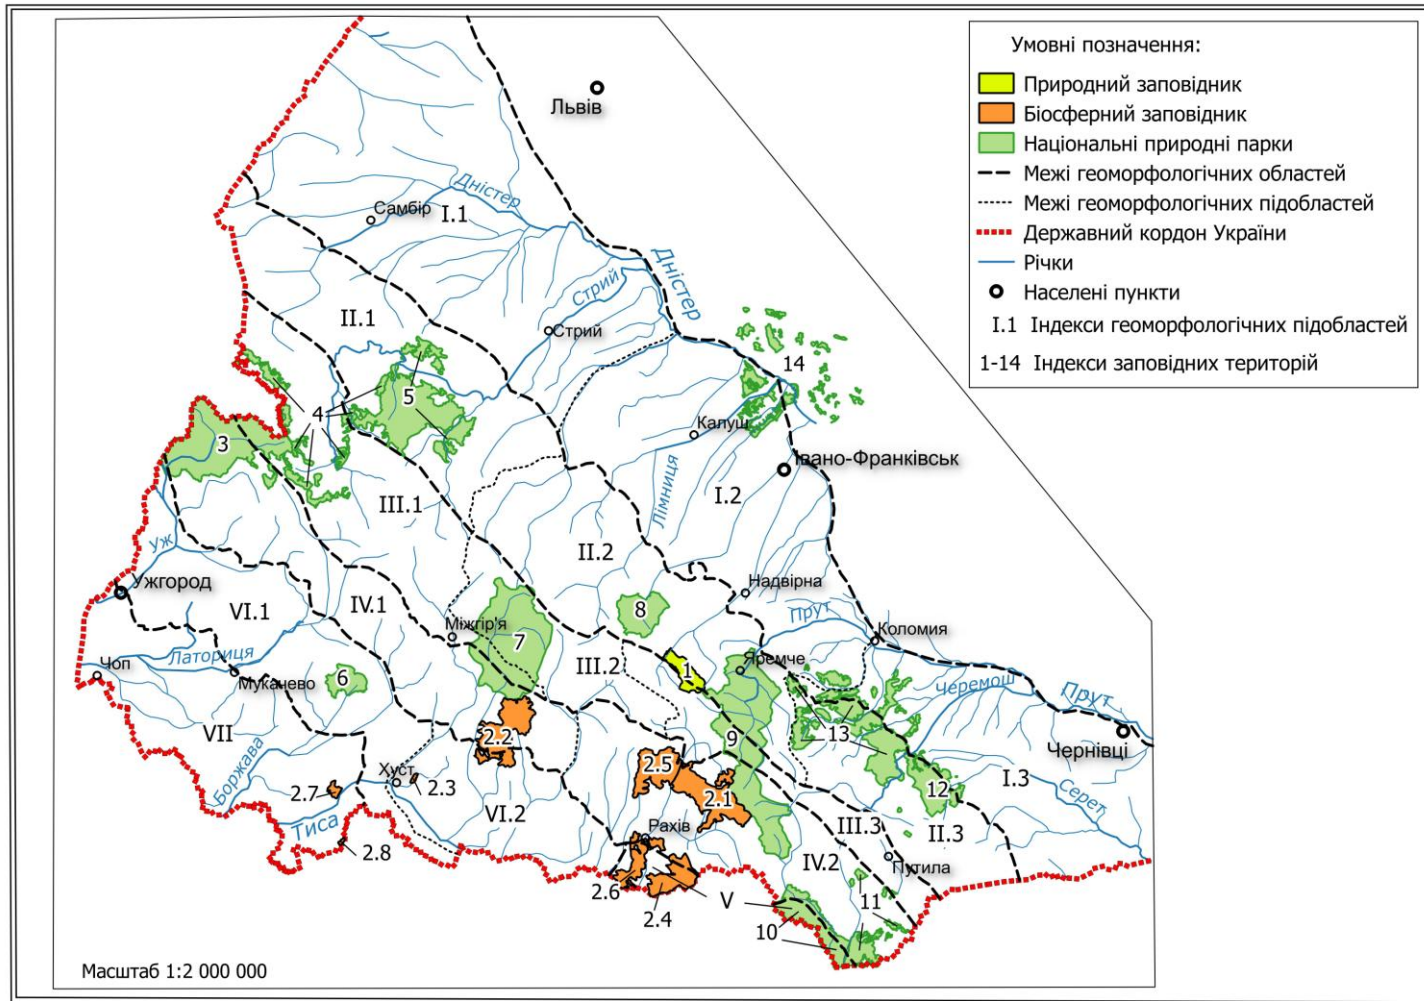 Умовні позначення:
Природний заповідник
Біосферний заповідник
Національні природні парки
Межі геоморфологічних областей
Межі геоморфологічних підобластей
Державний кордон України
Річки
Населені пункти
I.1 Індекси геоморфологічних підобластей
1-14 Індекси заповідних територій
Львів
Дністер
Самбір
I.1
Дністер
Стрий
II.1
Стрий
14
5
4
Калуш
3
Івано-Франківськ
Лімниця
I.2
III.1
Уж
II.2
Ужгород
Надвірна
VI.1
IV.1
8
Прут
Міжгір'я
Коломия
7
Латориця
Чоп
III.2
1
Яремче
Мукачево
6
Черемош
Прут
VII
2.2
9
13
Чернівці
Боржава
Хуст
2.5
I.3
2.7
2.3
2.1
12
Серет
Тиса
VI.2
III.3
Рахів
II.3
2.8
IV.2
Путила
2.6
2.4
V
11
10
Масштаб 1:2 000 000